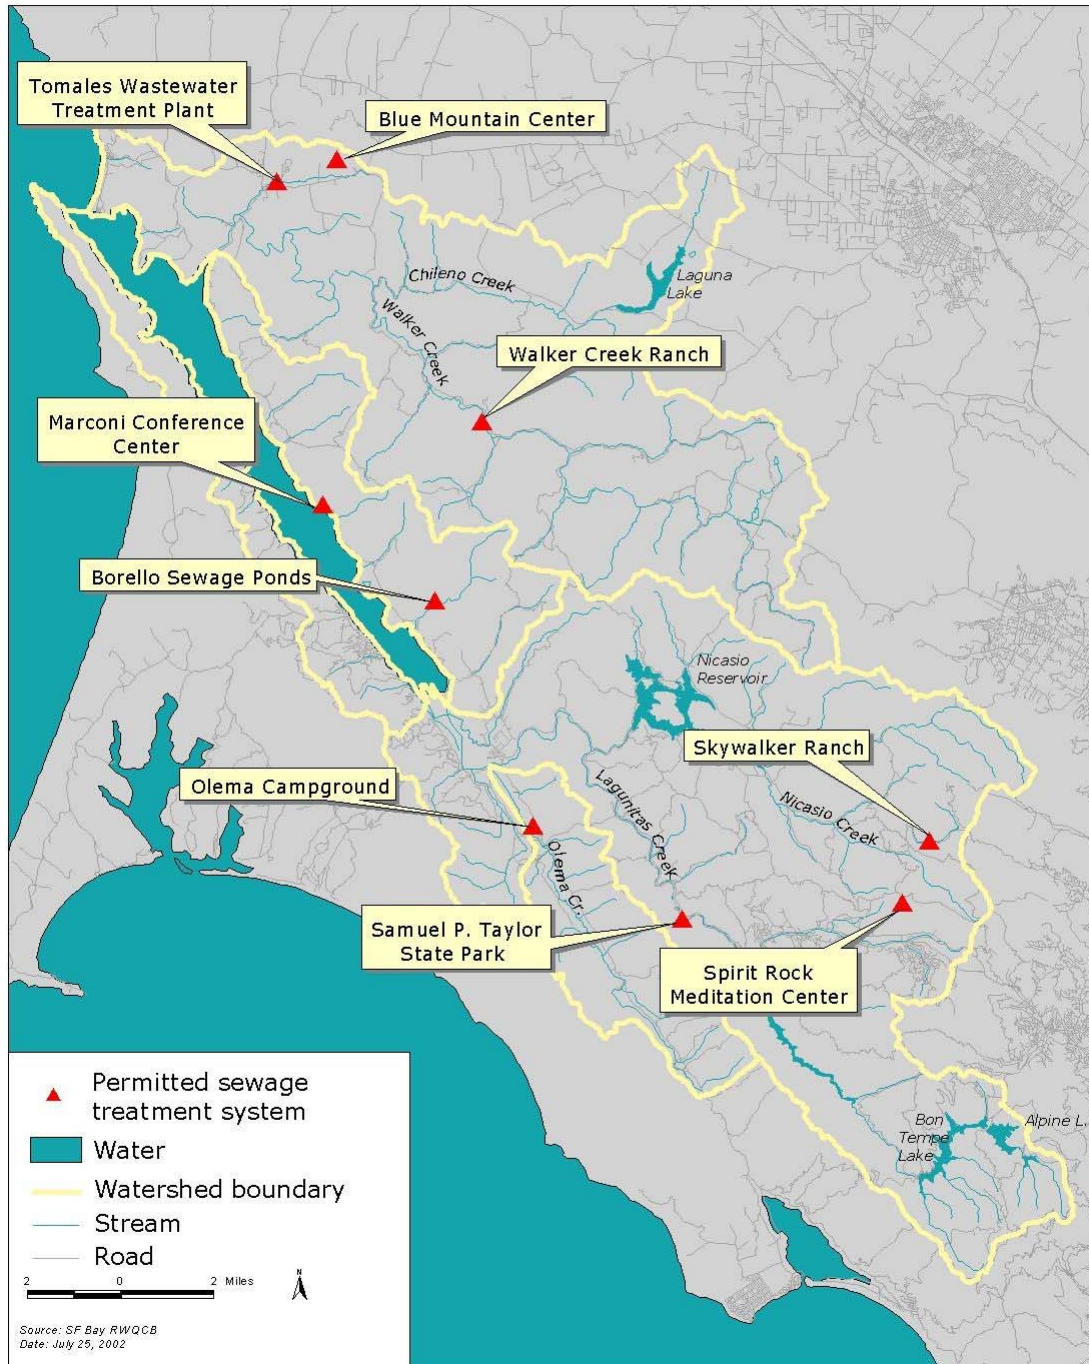 Tomales Wastewater
Treatment Plant
Blue Mountain Center
Chileno Creek
Laguna
Lake
Walker Creek
Walker Creek Ranch
Marconi Conference
Center
Borello Sewage Ponds
Nicasio
Reservoir
Skywalker Ranch
Olema Campground
Lagunitas Creek
Nicasio Creek
Olema Cr.
Samuel P. Taylor
State Park
Spirit Rock
Meditation Center
Bon
Tempe
Lake
Alpine L.
Permitted sewage
treatment system
Water
Watershed boundary
Stream
Road
2 0 2 Miles
N
Source: SF Bay RWQCB
Date: July 25, 2002